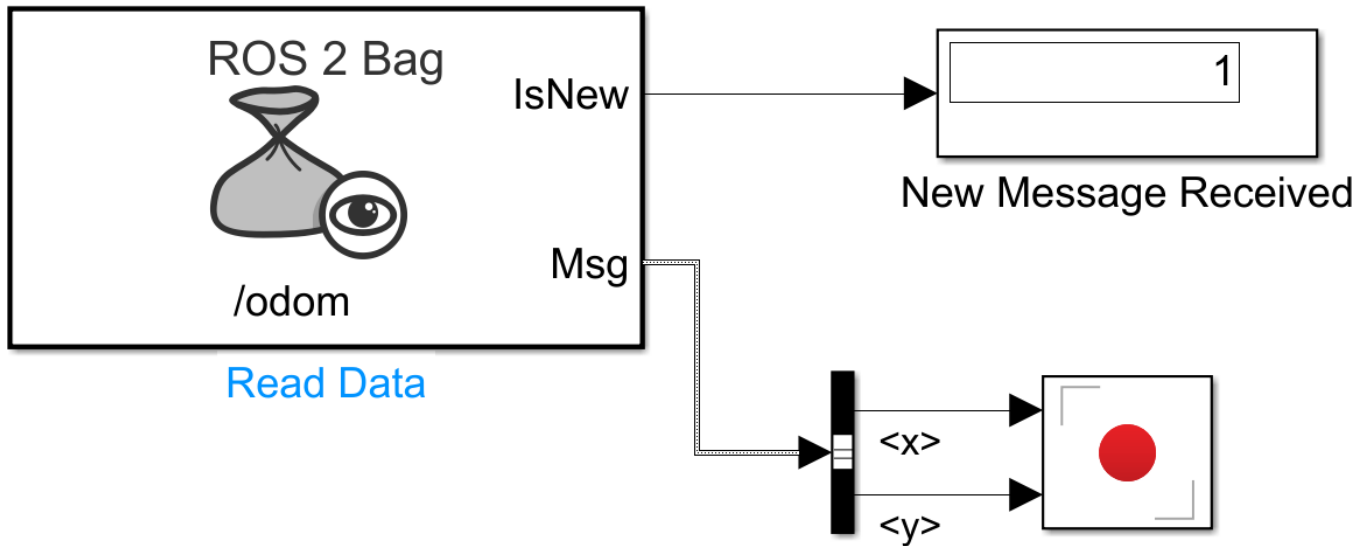 ROS 2 Bag
IsNew
1
New Message Received
Msg
/odom
Read Data
<x>
<y>